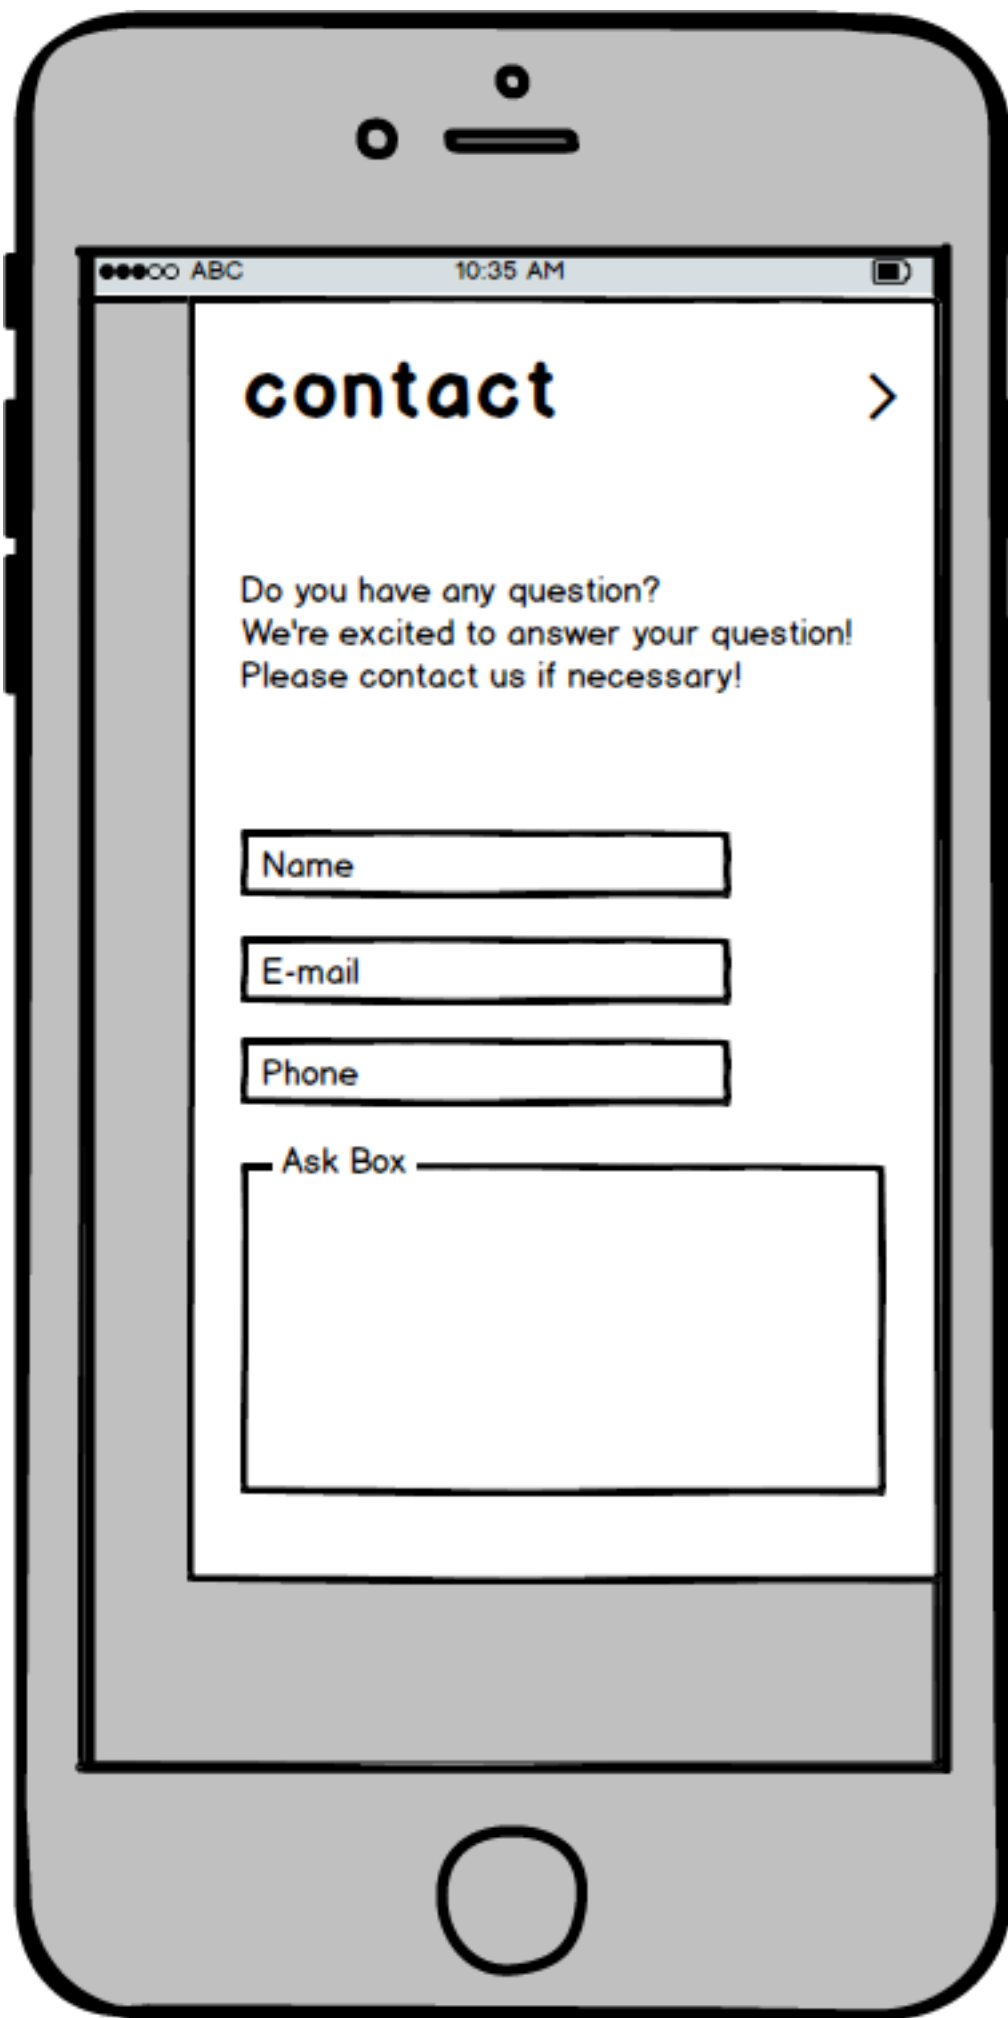 ABC 10:35 AM
contact
Do you have any question?
We're excited to answer your question!
Please contact us if necessary!
Name
E-mail
Phone
Ask Box